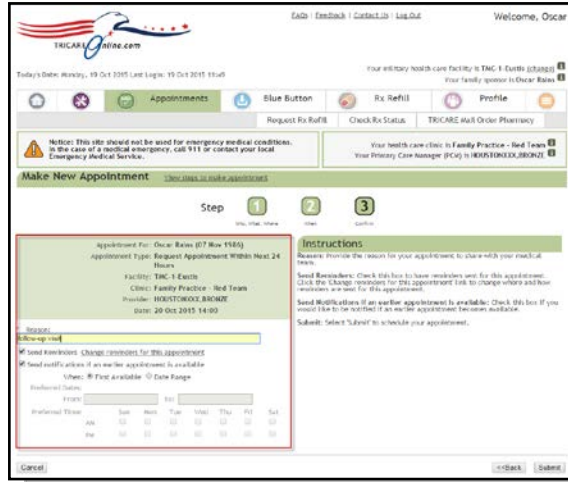 FAQs | Feedback | Contact Us | Log Out
Welcome, Oscar
TRICARE Online.com
Today's Date: Monday, 19 Oct 2015 Last Login: 19 Oct 2015 11:49
Your military health care facility is TMC-1-Eustis (change)
Your family sponsor is Oscar Rains
Appointments
Blue Button
Rx Refill
Profile
Request Rx Refill
Check Rx Status
TRICARE Mail Order Pharmacy
Notice: This site should not be used for emergency medical conditions.
In the case of a medical emergency, call 911 or contact your local
Emergency Medical Service.
Your health care clinic is Family Practice - Red Team
Your Primary Care Manager (PCM) is HOUSTONXXX,BRONZE
Make New Appointment View steps to make appointment
Step 1 2 3
Who, What, Where
When
Confirm
Appointment For: Oscar Rains (07 Nov 1986)
Appointment Type: Request Appointment Within Next 24
Hours
Facility: TMC-1-Eustis
Clinic: Family Practice - Red Team
Provider: HOUSTONXXX,BRONZE
Date: 20 Oct 2015 14:00
* Reason:
follow-up visit
Send Reminders Change reminders for this appointment
Send notifications if an earlier appointment is available
When: First Available Date Range
Preferred Dates:
From: to:
Preferred Times: Sun Mon Tue Wed Thu Fri Sat
AM
PM
Instructions
Reason: Provide the reason for your appointment to share with your medical
team.
Send Reminders: Check this box to have reminders sent for this appointment.
Click the 'Change reminders for this appointment' link to change where and how
reminders are sent for this appointment.
Send Notifications if an earlier appointment is available: Check this box if you
would like to be notified if an earlier appointment becomes available.
Submit: Select 'Submit' to schedule your appointment.
Cancel
<<Back
Submit